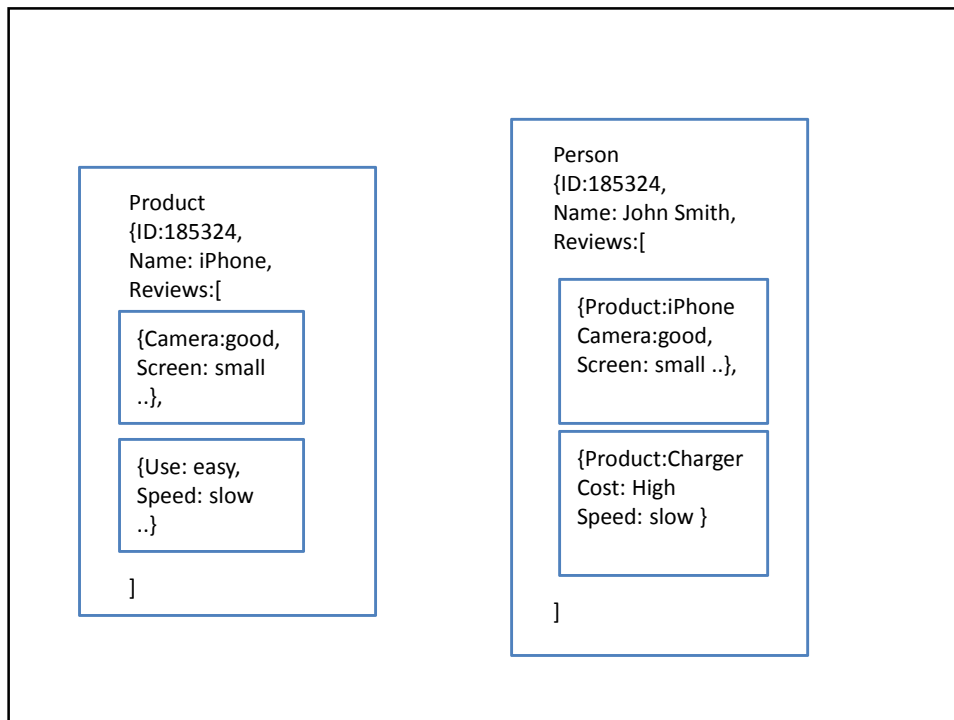 Product
{ID:185324,
Name: iPhone,
Reviews:[
{Camera:good,
Screen: small
..},
{Use: easy,
Speed: slow
..}
]
Person
{ID:185324,
Name: John Smith,
Reviews:[
{Product:iPhone
Camera:good,
Screen: small ..},
{Product:Charger
Cost: High
Speed: slow }
]